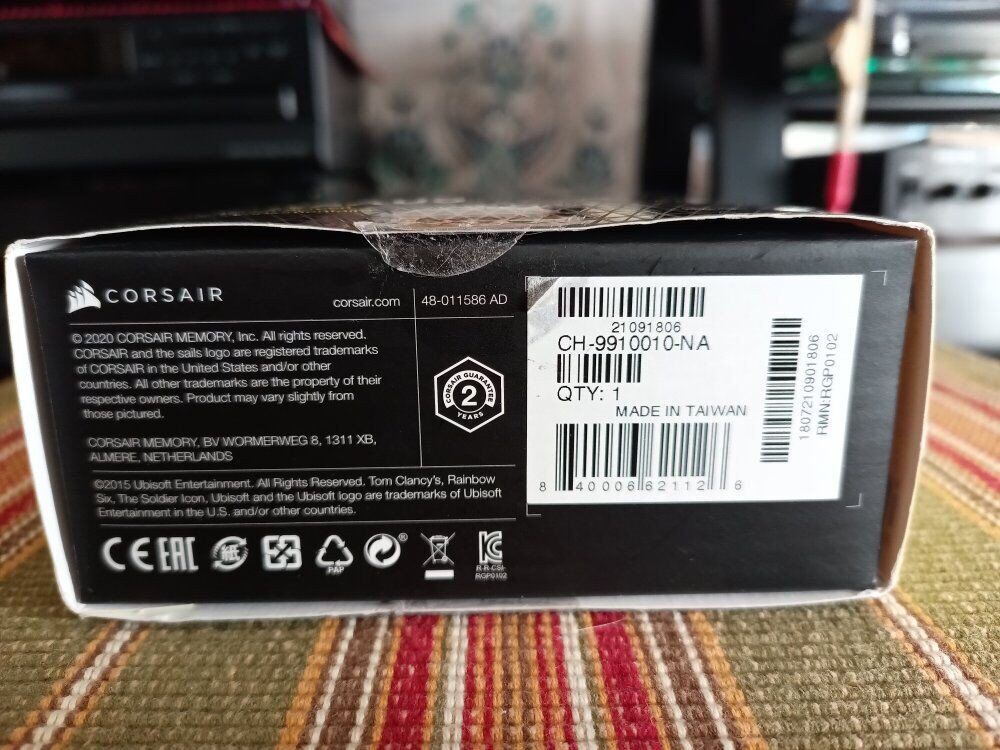 CORSAIR
corsair.com
48-011586 AD
© 2020 CORSAIR MEMORY, Inc. All rights reserved.
CORSAIR and the sails logo are registered trademarks
of CORSAIR in the United States and/or other
countries. All other trademarks are the property of their
respective owners. Product may vary slightly from
those pictured.
CORSAIR MEMORY, BV WORMERWEG 8, 1311 XB,
ALMERE, NETHERLANDS
CORSAIR GUARANTEE
2
YEARS
©2015 Ubisoft Entertainment. All Rights Reserved. Tom Clancy's, Rainbow
Six, The Soldier Icon, Ubisoft and the Ubisoft logo are trademarks of Ubisoft
Entertainment in the U.S. and/or other countries.
CE EAC 紙 PAP ®
R-R-CSI-
RGP0102
21091806
CH-9910010-NA
QTY: 1
MADE IN TAIWAN
8 40006 62112 6
1807210901806
RMN:RGP0102